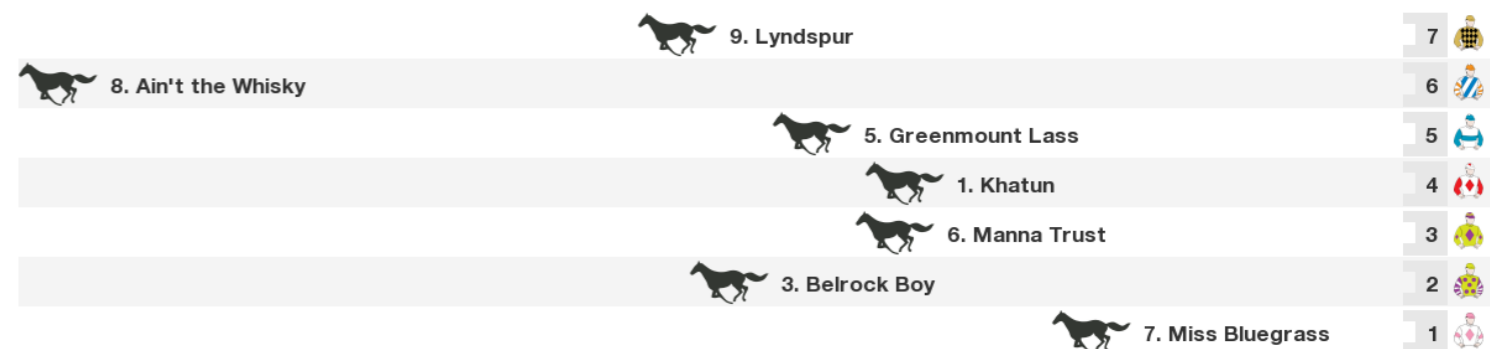 9. Lyndspur 7
8. Ain't the Whisky 6
5. Greenmount Lass 5
1. Khatun 4
6. Manna Trust 3
3. Belrock Boy 2
7. Miss Bluegrass 1